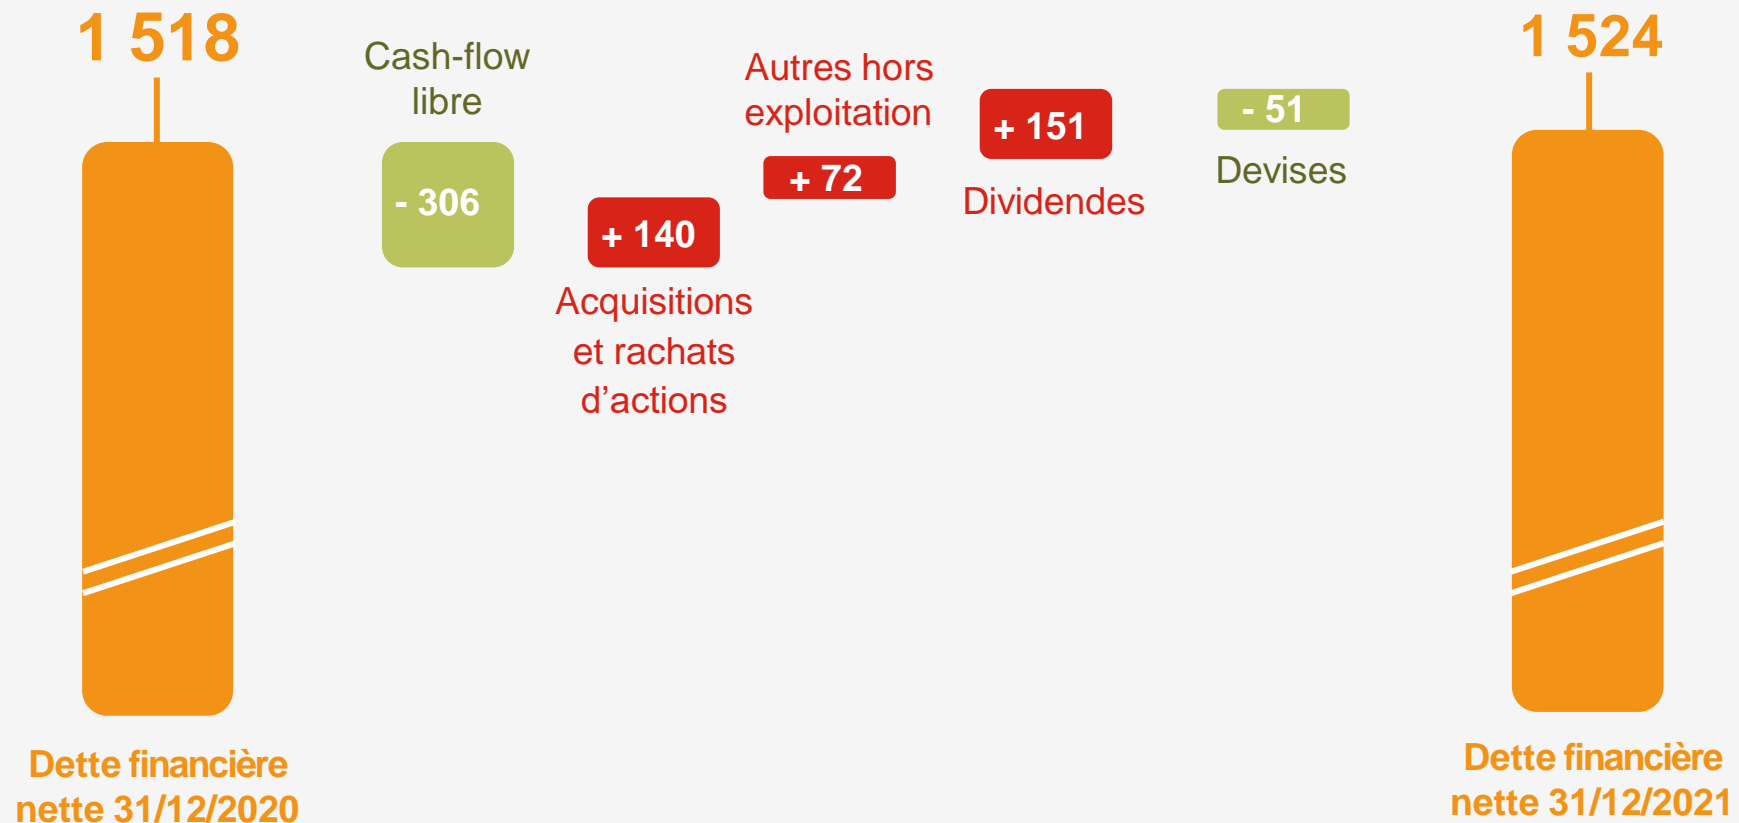 1 518
Cash-flow
libre
- 306
+ 140
Acquisitions
et rachats
d’actions
Autres hors
exploitation
+ 72
+ 151
Dividendes
- 51
Devises
1 524
Dette financière
nette 31/12/2020
Dette financière
nette 31/12/2021